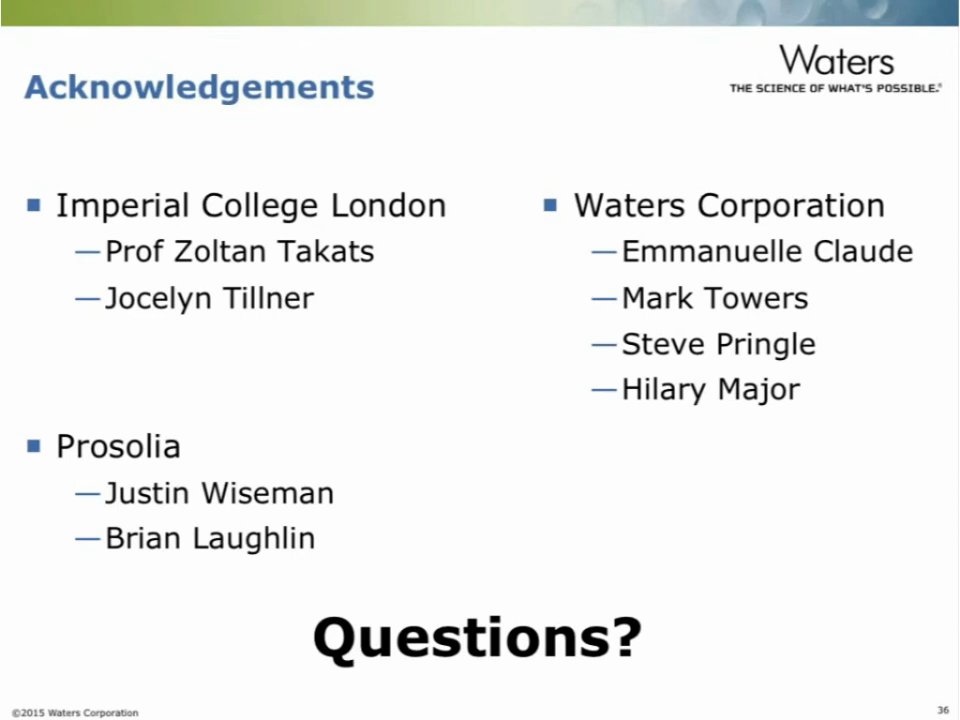 Waters
THE SCIENCE OF WHAT'S POSSIBLE.®
Acknowledgements
■ Imperial College London
—Prof Zoltan Takats
—Jocelyn Tillner
■ Prosolia
—Justin Wiseman
—Brian Laughlin
■ Waters Corporation
—Emmanuelle Claude
—Mark Towers
—Steve Pringle
—Hilary Major
Questions?
©2015 Waters Corporation
36